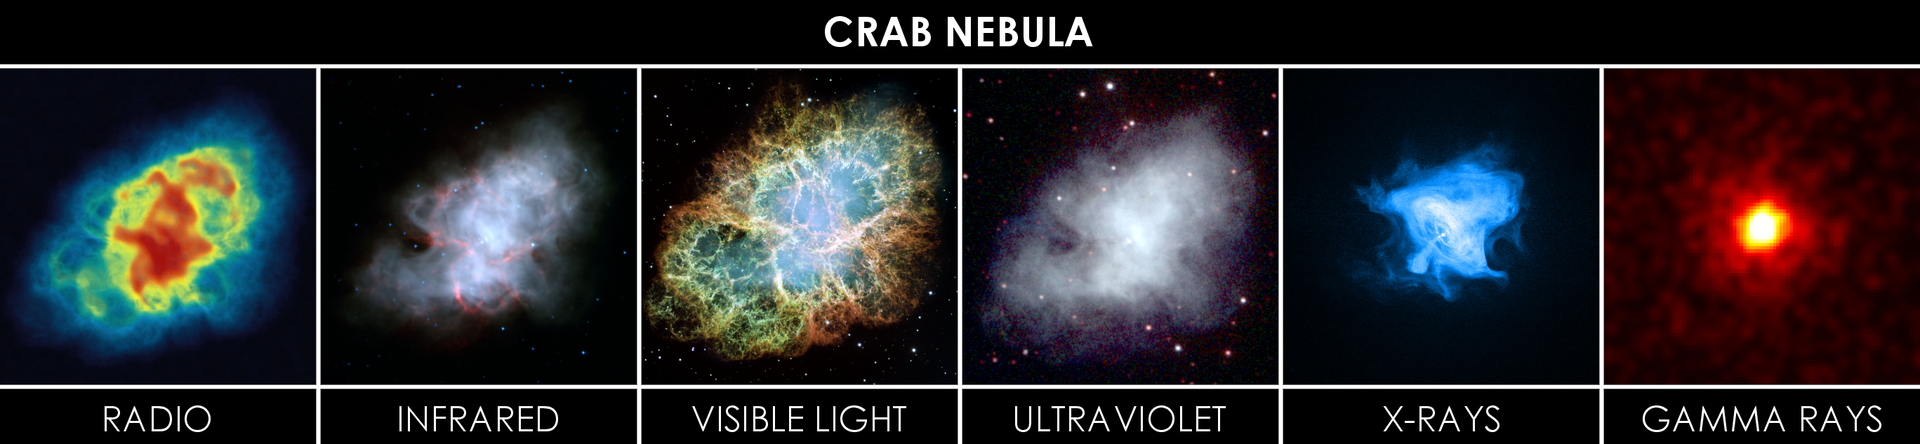 CRAB NEBULA
RADIO
INFRARED
VISIBLE LIGHT
ULTRAVIOLET
X-RAYS
GAMMA RAYS